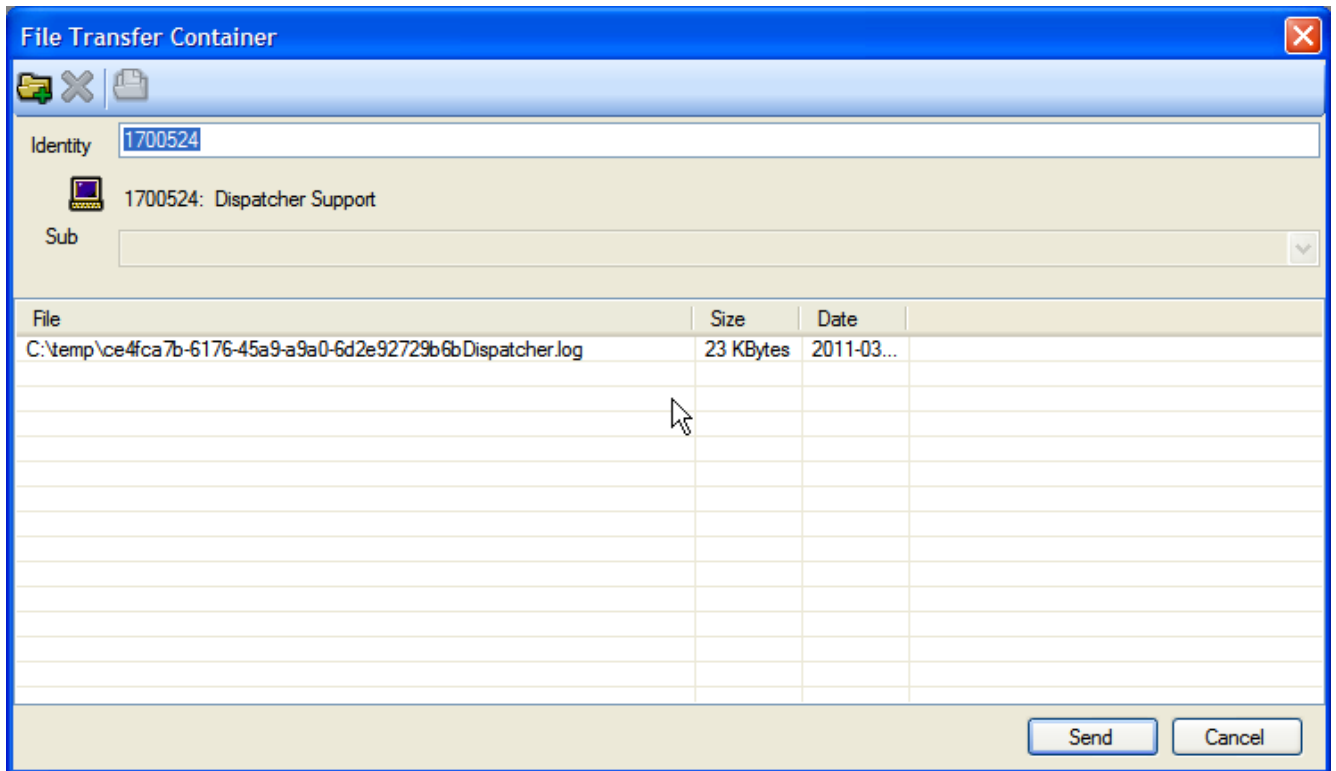 File Transfer Container
Identity 1700524
1700524: Dispatcher Support
Sub
File Size Date
C:\temp\ce4fca7b-6176-45a9-a9a0-6d2e92729b6bDispatcher.log 23 KBytes 2011-03...
Send Cancel